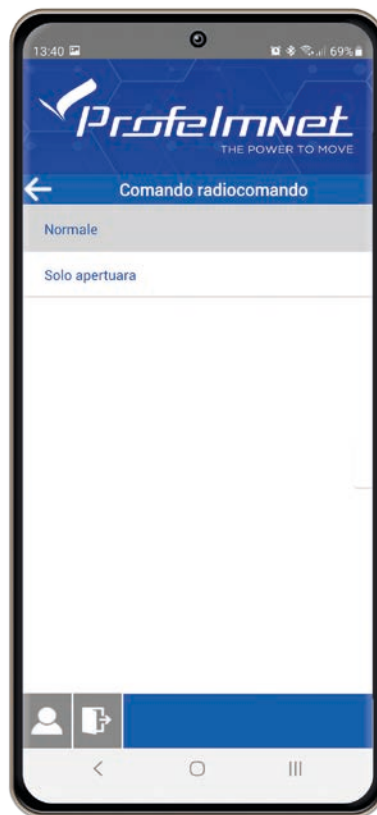 13:40 69%
Profelmnet
THE POWER TO MOVE
Comando radiocomando
Normale
Solo apertuara